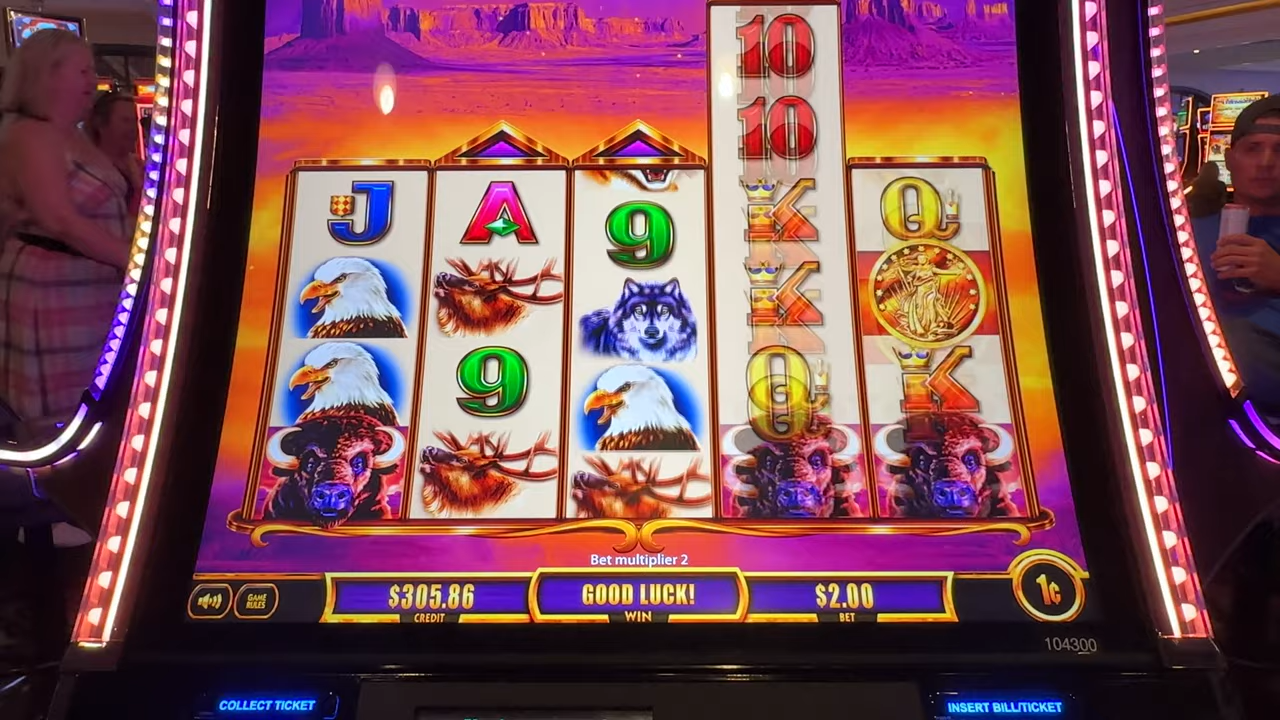 10
10
J A K Q
9
K
9 Q K
Bet multiplier 2
$305.86 GOOD LUCK! $2.00 1¢
GAME RULES
CREDIT WIN BET
104300
COLLECT TICKET INSERT BILL/TICKET